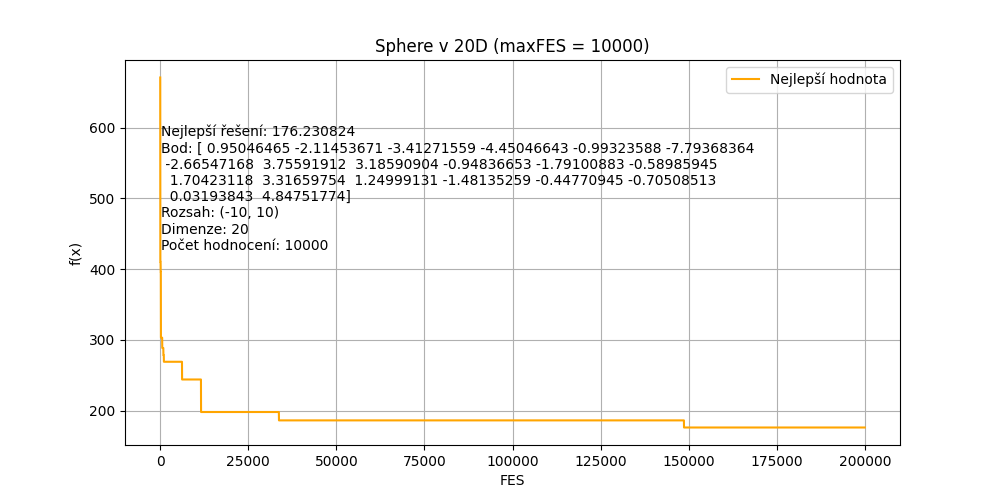 Sphere v 20D (maxFES = 10000)
Nejlepší hodnota
Nejlepší řešení: 176.230824
Bod: [ 0.95046465 -2.11453671 -3.41271559 -4.45046643 -0.99323588 -7.79368364
-2.66547168 3.75591912 3.18590904 -0.94836653 -1.79100883 -0.58985945
1.70423118 3.31659754 1.24999131 -1.48135259 -0.44770945 -0.70508513
0.03193843 4.84751774]
Rozsah: (-10, 10)
Dimenze: 20
Počet hodnocení: 10000
f(x)
600
500
400
300
200
0 25000 50000 75000 100000 125000 150000 175000 200000
FES